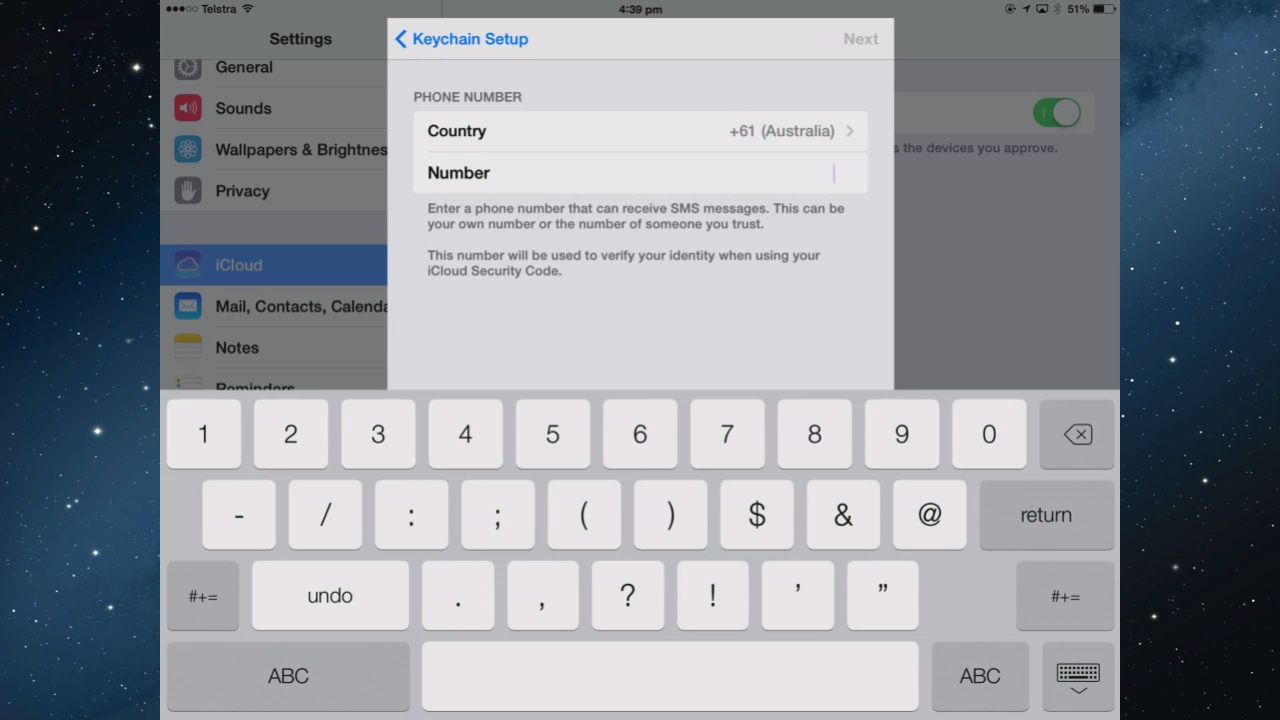 Telstra
4:39 pm
51%
Settings
General
Sounds
Wallpapers & Brightnes
Privacy
iCloud
Mail, Contacts, Calenda
Notes
Reminders
Keychain Setup
Next
PHONE NUMBER
Country +61 (Australia)
Number
Enter a phone number that can receive SMS messages. This can be
your own number or the number of someone you trust.
This number will be used to verify your identity when using your
iCloud Security Code.
s the devices you approve.
1 2 3 4 5 6 7 8 9 0
- / : ; ( ) $ & @ return
#+= undo . , ? ! ’ ” #+=
ABC ABC